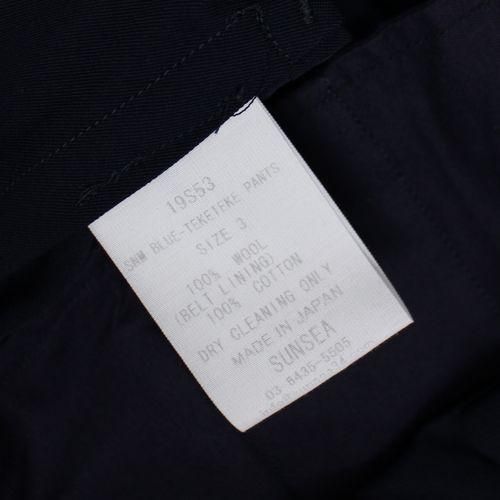 19S53
SNM BLUE-TEKETEKE PANTS
SIZE 3
100% WOOL
(BELT LINING)
100% COTTON
DRY CLEANING ONLY
MADE IN JAPAN
SUNSEA
03 6435-5505